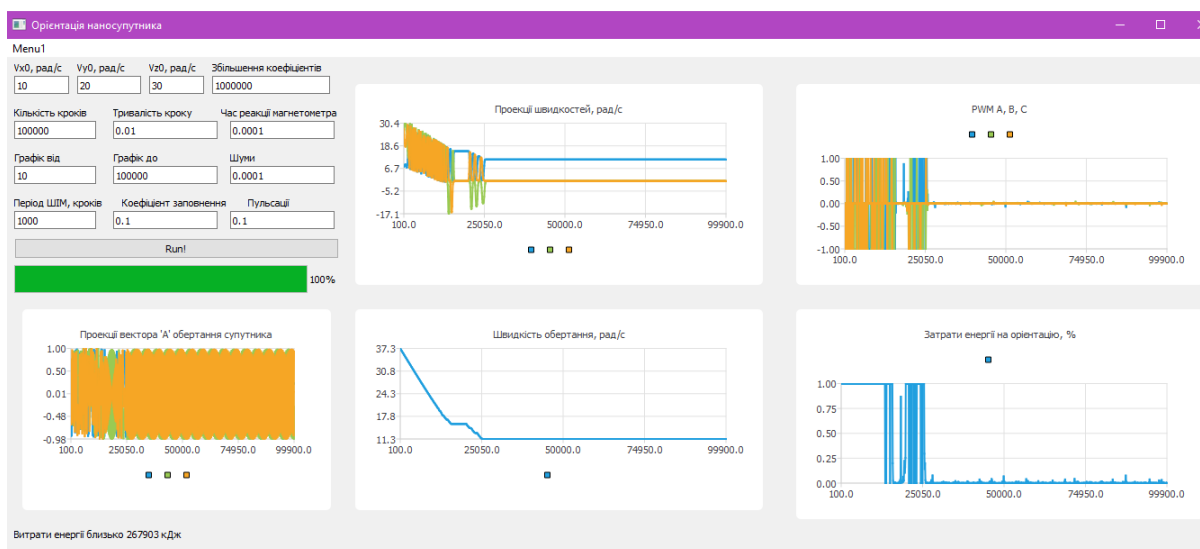 Орієнтація наносупутника
Menu1
Vx0, рад/с Vy0, рад/с Vz0, рад/с Збільшення коефіцієнтів
10 20 30 1000000
Кількість кроків Тривалість кроку Час реакції магнетометра
100000 0.01 0.0001
Графік від Графік до Шуми
10 100000 0.0001
Період ШІМ, кроків Коефіцієнт заповнення Пульсації
1000 0.1 0.1
Run!
100%
Проекції швидкостей, рад/с
30.4
18.6
6.7
-5.2
-17.1
100.0 25050.0 50000.0 74950.0 99900.0
PWM A, B, C
1.00
0.50
0.00
-0.50
-1.00
100.0 25050.0 50000.0 74950.0 99900.0
Проекції вектора 'A' обертання супутника
1.00
0.50
0.01
-0.48
-0.98
100.0 25050.0 50000.0 74950.0 99900.0
Швидкість обертання, рад/с
37.3
30.8
24.3
17.8
11.3
100.0 25050.0 50000.0 74950.0 99900.0
Затрати енергії на орієнтацію, %
1.00
0.75
0.50
0.25
0.00
100.0 25050.0 50000.0 74950.0 99900.0
Витрати енергії близько 267903 кДж